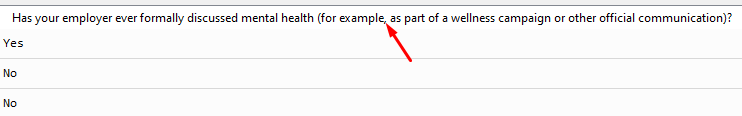 Has your employer ever formally discussed mental health (for example, as part of a wellness campaign or other official communication)?
Yes
No
No